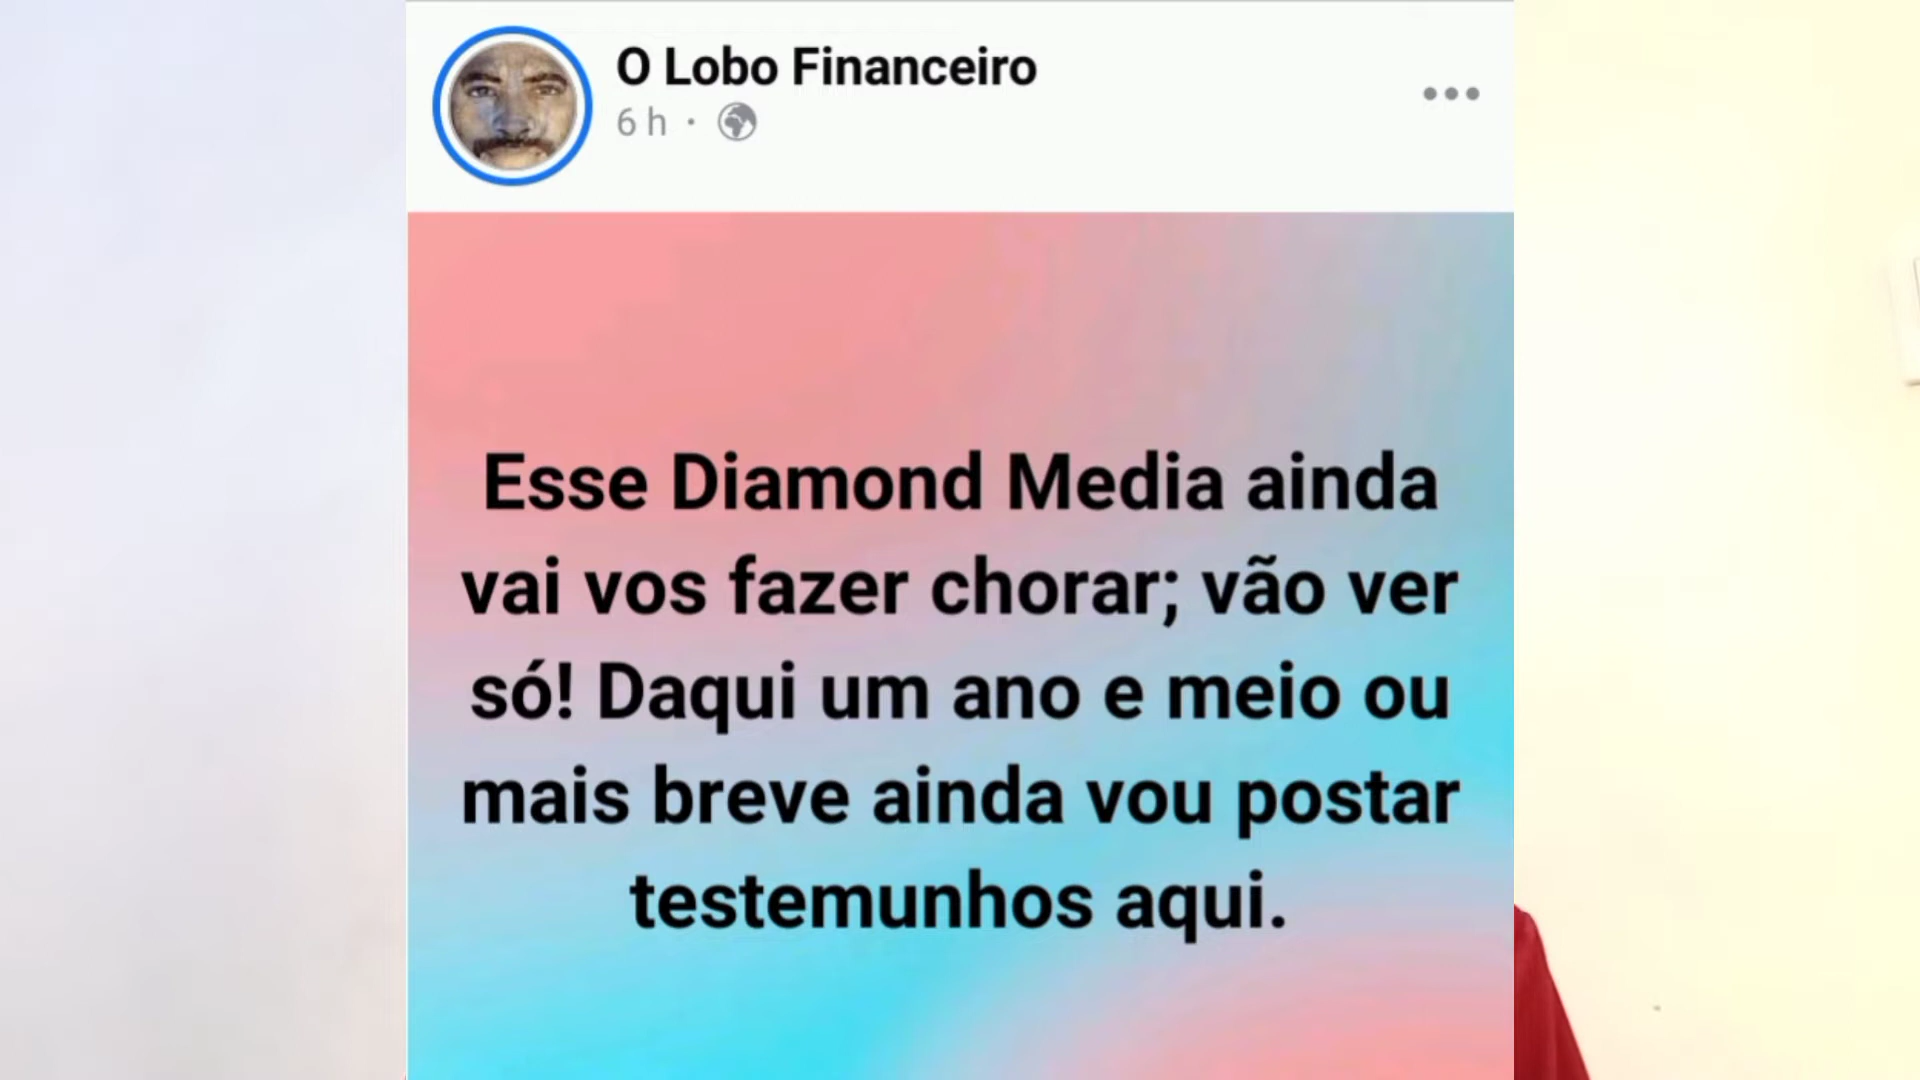 O Lobo Financeiro
6 h ·
Esse Diamond Media ainda
vai vos fazer chorar; vão ver
só! Daqui um ano e meio ou
mais breve ainda vou postar
testemunhos aqui.